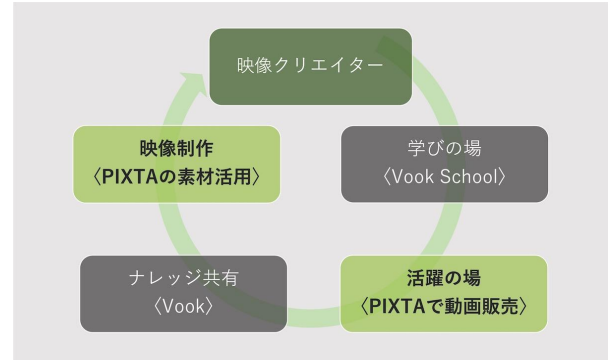 映像クリエイター
映像制作
〈PIXTAの素材活用〉
学びの場
〈Vook School〉
ナレッジ共有
〈Vook〉
活躍の場
〈PIXTAで動画販売〉